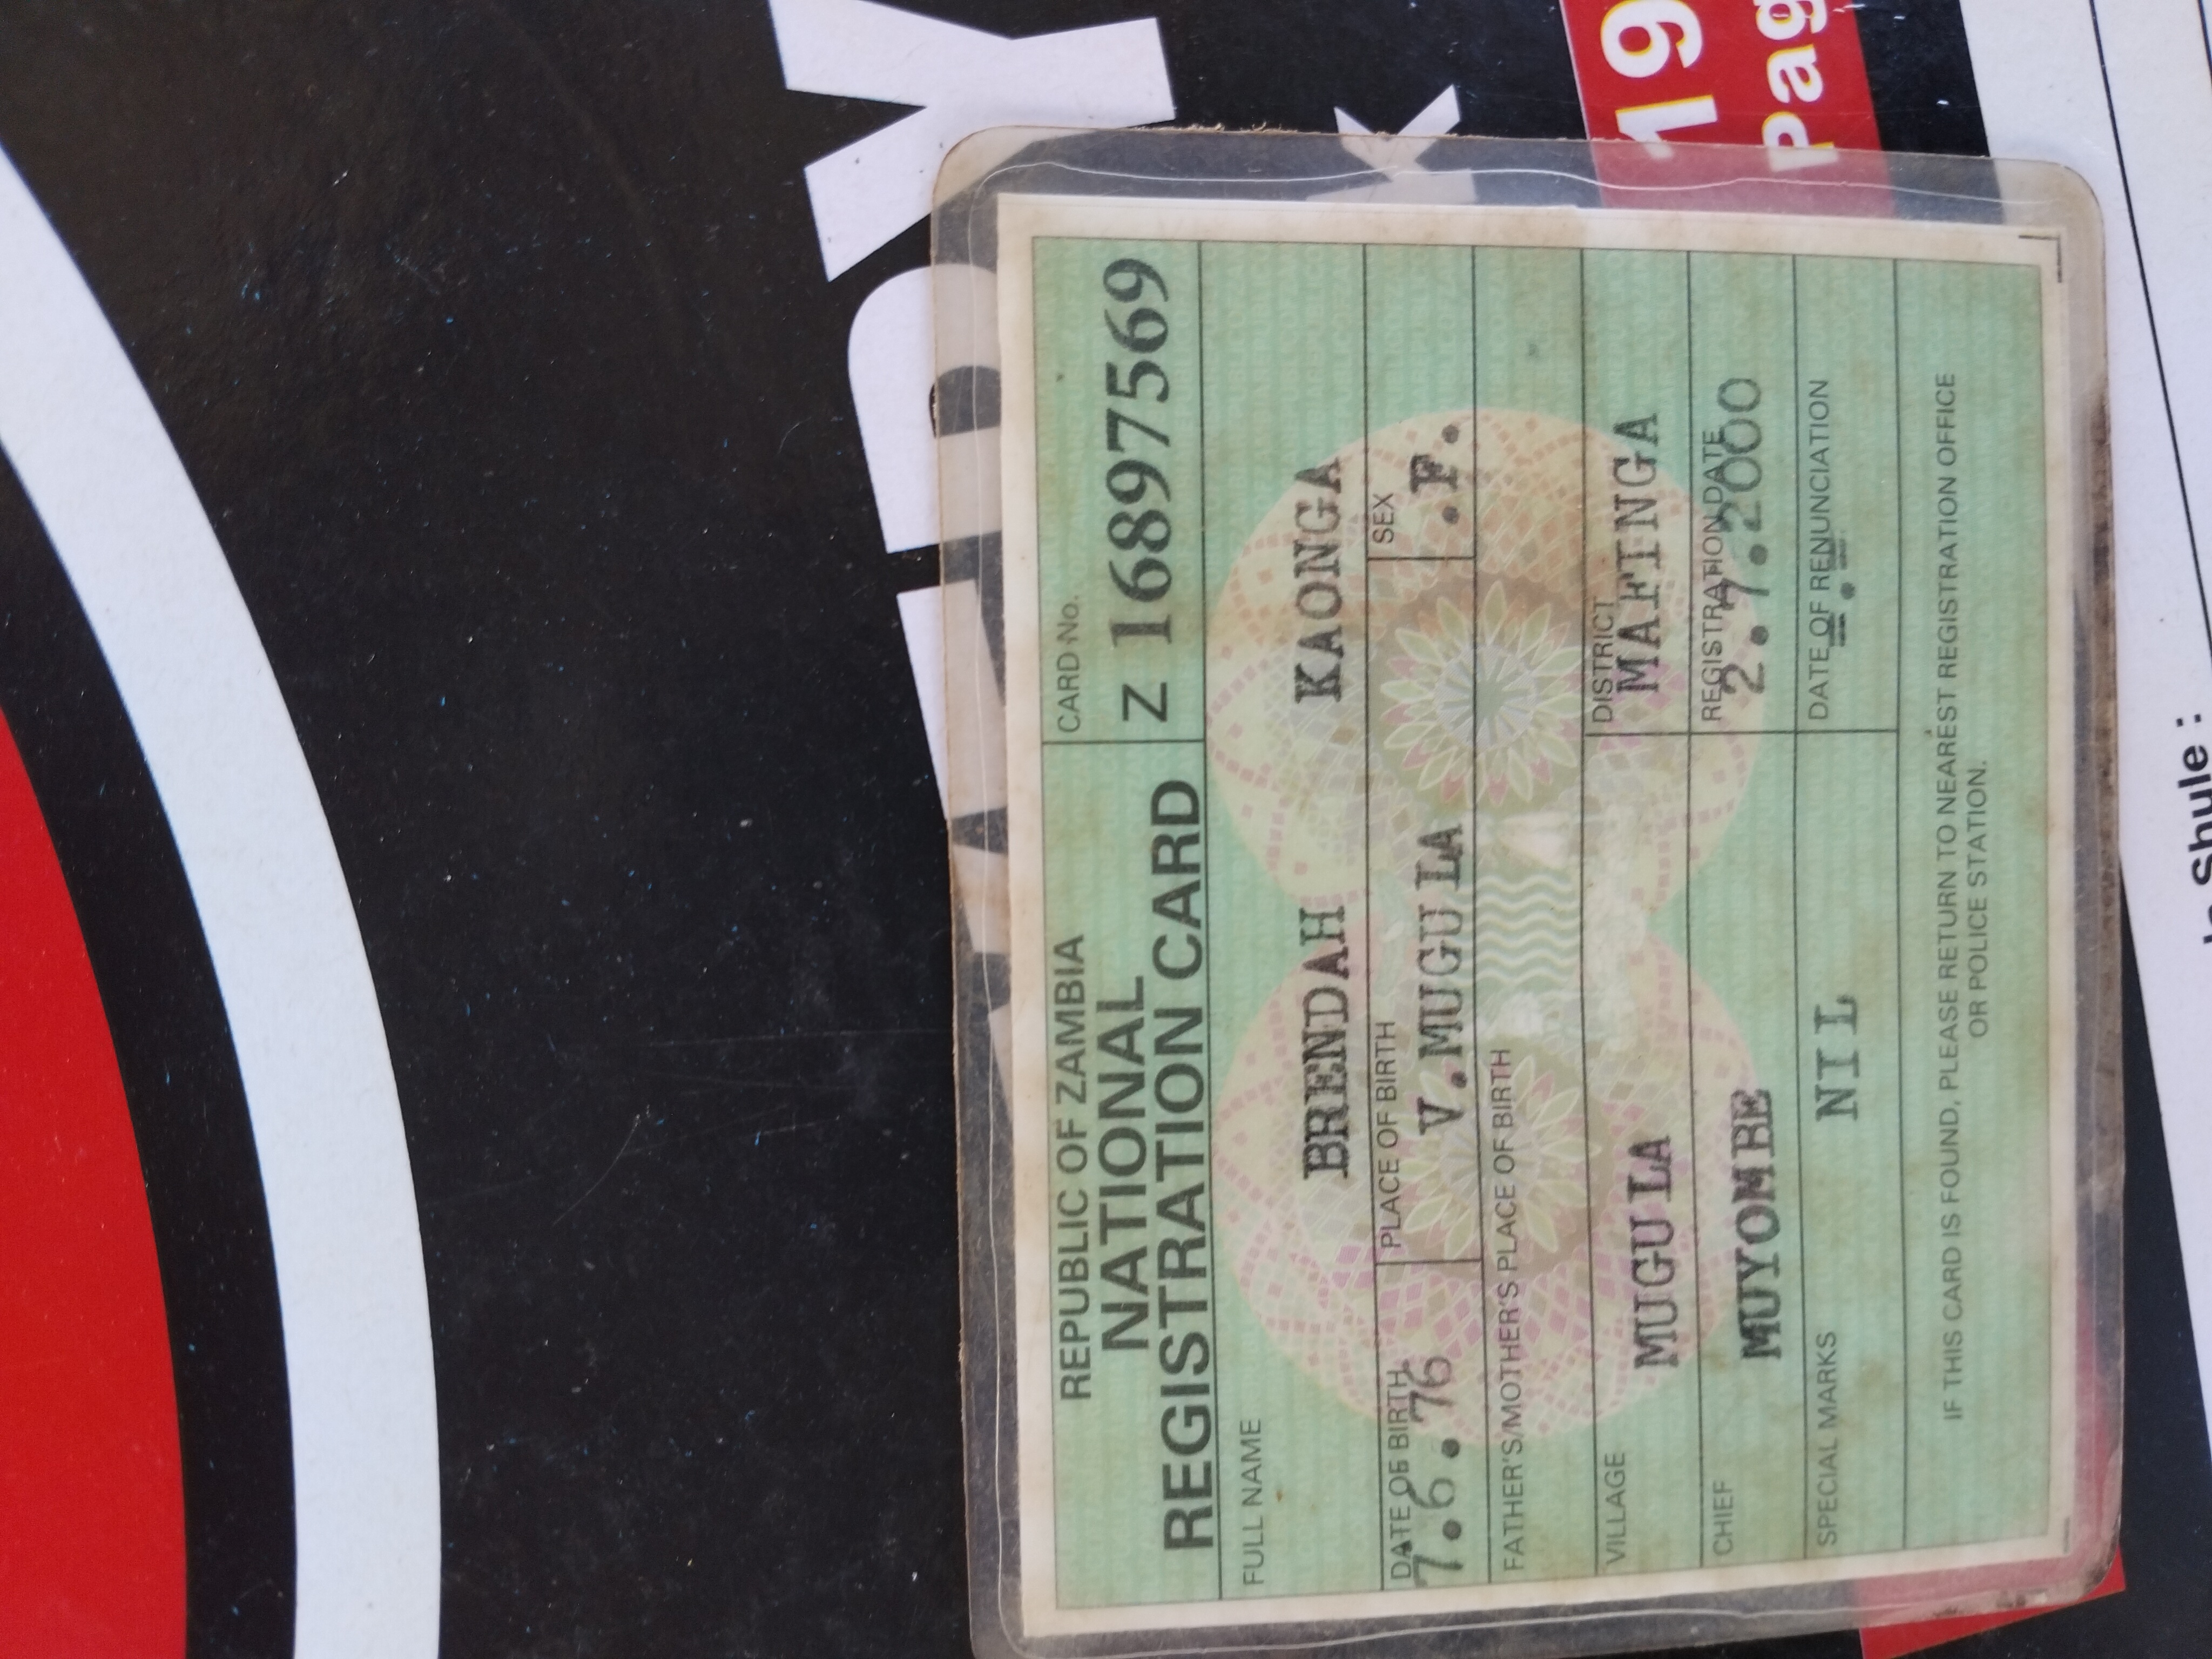 REPUBLIC OF ZAMBIA
NATIONAL
REGISTRATION CARD
CARD No.
Z 16897569
FULL NAME
BRENDAH KAONGA
DATE OF BIRTH
7.6.76
PLACE OF BIRTH
V.MUGULA
SEX
.F.
FATHER'S/MOTHER'S PLACE OF BIRTH
VILLAGE
MUGULA
DISTRICT
MAFINGA
CHIEF
MUYOMBE
REGISTRATION DATE
2.7.2000
SPECIAL MARKS
NIL
DATE OF RENUNCIATION
IF THIS CARD IS FOUND, PLEASE RETURN TO NEAREST REGISTRATION OFFICE
OR POLICE STATION.
19
Pag
Shule :